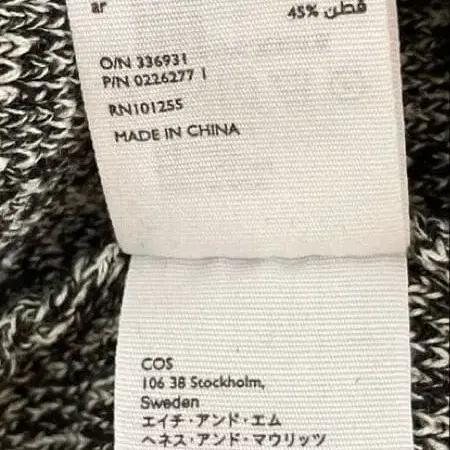 ar
45% قطن
O/N 336931
P/N 0226277 1
RN101255
MADE IN CHINA
COS
106 38 Stockholm,
Sweden
エイチ・アンド・エム
ヘネス・アンド・マウリッツ